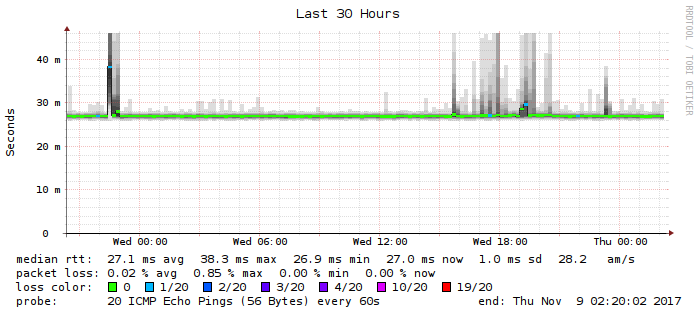 Last 30 Hours
RRDTOOL / TOBI OETIKER
Seconds
40 m
30 m
20 m
10 m
0
Wed 00:00 Wed 06:00 Wed 12:00 Wed 18:00 Thu 00:00
median rtt: 27.1 ms avg 38.3 ms max 26.9 ms min 27.0 ms now 1.0 ms sd 28.2 am/s
packet loss: 0.02 % avg 0.85 % max 0.00 % min 0.00 % now
loss color: 0 1/20 2/20 3/20 4/20 10/20 19/20
probe: 20 ICMP Echo Pings (56 Bytes) every 60s end: Thu Nov 9 02:20:02 2017